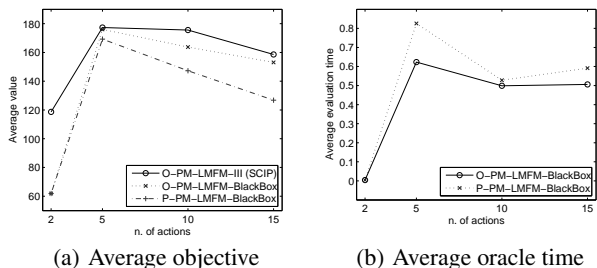 180
160
140
120
100
80
60
Average value
O−PM−LMFM−III (SCIP)
O−PM−LMFM−BlackBox
P−PM−LMFM−BlackBox
2 5 10 15
n. of actions
(a) Average objective
0.8
0.7
0.6
0.5
0.4
0.3
0.2
0.1
0
Average evaluation time
O−PM−LMFM−BlackBox
P−PM−LMFM−BlackBox
2 5 10 15
n. of actions
(b) Average oracle time